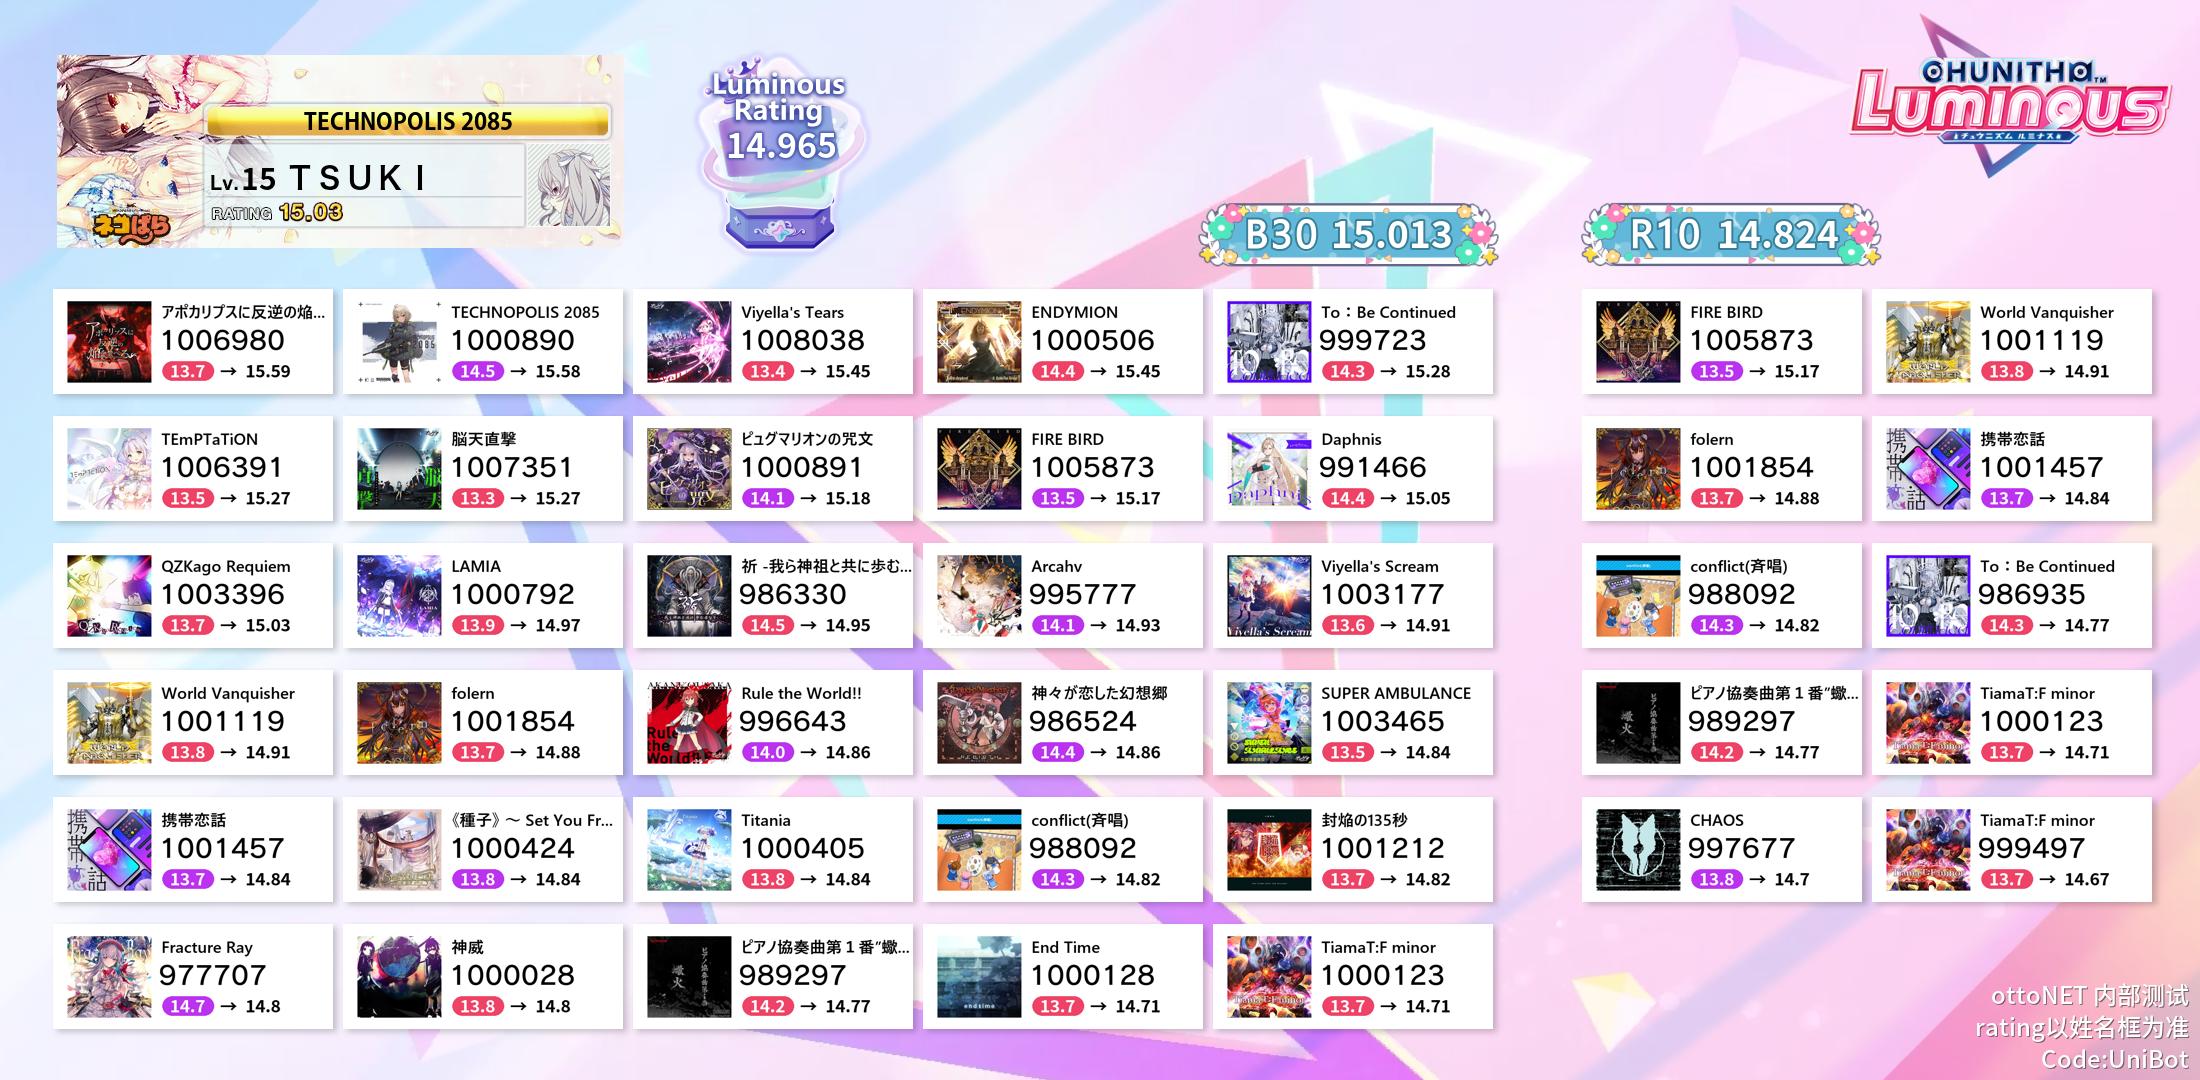 TECHNOPOLIS 2085
Lv.15 TSUKI
RATING 15.03
ネコぱら
Luminous
Rating
14.965
CHUNITHM™
LUMINOUS
チュウニズム ルミナス
B30 15.013
R10 14.824
アポカリプスに反逆の焔...
1006980
13.7 → 15.59
TECHNOPOLIS 2085
1000890
14.5 → 15.58
Viyella's Tears
1008038
13.4 → 15.45
ENDYMION
1000506
14.4 → 15.45
To：Be Continued
999723
14.3 → 15.28
FIRE BIRD
1005873
13.5 → 15.17
World Vanquisher
1001119
13.8 → 14.91
TEmPTaTiON
1006391
13.5 → 15.27
脳天直撃
1007351
13.3 → 15.27
ピュグマリオンの咒文
1000891
14.1 → 15.18
FIRE BIRD
1005873
13.5 → 15.17
Daphnis
991466
14.4 → 15.05
folern
1001854
13.7 → 14.88
携帯恋話
1001457
13.7 → 14.84
QZKago Requiem
1003396
13.7 → 15.03
LAMIA
1000792
13.9 → 14.97
祈 -我ら神祖と共に歩む...
986330
14.5 → 14.95
Arcahv
995777
14.1 → 14.93
Viyella's Scream
1003177
13.6 → 14.91
conflict(斉唱)
988092
14.3 → 14.82
To：Be Continued
986935
14.3 → 14.77
World Vanquisher
1001119
13.8 → 14.91
folern
1001854
13.7 → 14.88
Rule the World!!
996643
14.0 → 14.86
神々が恋した幻想郷
986524
14.4 → 14.86
SUPER AMBULANCE
1003465
13.5 → 14.84
ピアノ協奏曲第１番”蠍...
989297
14.2 → 14.77
TiamaT:F minor
1000123
13.7 → 14.71
携帯恋話
1001457
13.7 → 14.84
《種子》 ～ Set You Fr...
1000424
13.8 → 14.84
Titania
1000405
13.8 → 14.84
conflict(斉唱)
988092
14.3 → 14.82
封焔の135秒
1001212
13.7 → 14.82
CHAOS
997677
13.8 → 14.7
TiamaT:F minor
999497
13.7 → 14.67
Fracture Ray
977707
14.7 → 14.8
神威
1000028
13.8 → 14.8
ピアノ協奏曲第１番”蠍...
989297
14.2 → 14.77
End Time
1000128
13.7 → 14.71
TiamaT:F minor
1000123
13.7 → 14.71
ottoNET 内部测试
rating以姓名框为准
Code:UniBot